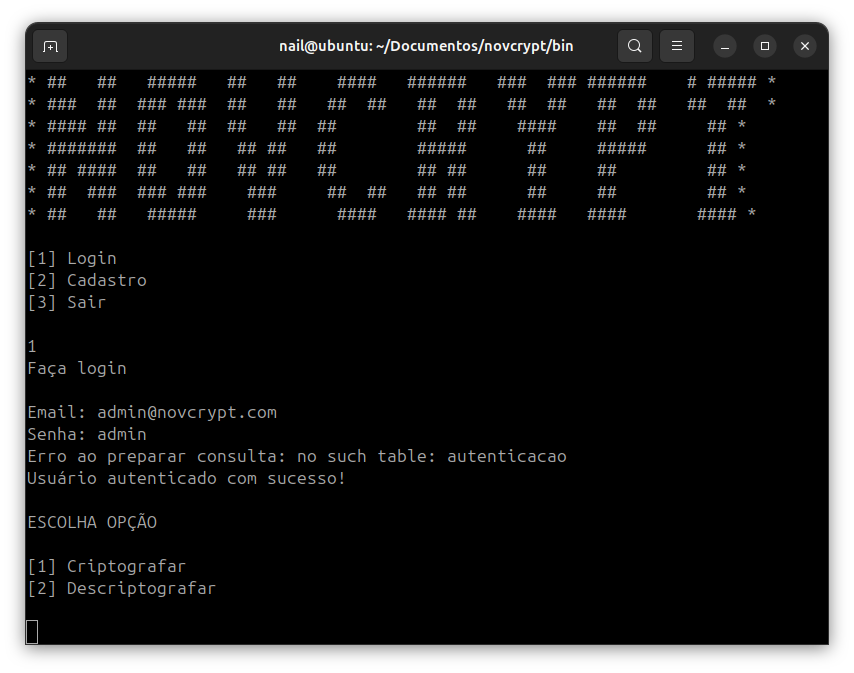 nail@ubuntu: ~/Documentos/novcrypt/bin
* ##   ##   #####   ##   ##    ####   ######   ###  ### ######    # ##### *
* ###  ##  ### ###  ##   ##   ##  ##   ##  ##   ##  ##   ##  ##   ##  ##  *
* #### ##  ##   ##  ##   ##  ##        ##  ##    ####    ##  ##     ## *
* #######  ##   ##   ## ##   ##        #####      ##     #####      ## *
* ## ####  ##   ##   ## ##   ##        ## ##      ##     ##         ## *
* ##  ###  ### ###    ###     ##  ##   ## ##      ##     ##         ## *
* ##   ##   #####     ###      ####   #### ##    ####   ####       #### *
[1] Login
[2] Cadastro
[3] Sair
1
Faça login
Email: admin@novcrypt.com
Senha: admin
Erro ao preparar consulta: no such table: autenticacao
Usuário autenticado com sucesso!
ESCOLHA OPÇÃO
[1] Criptografar
[2] Descriptografar